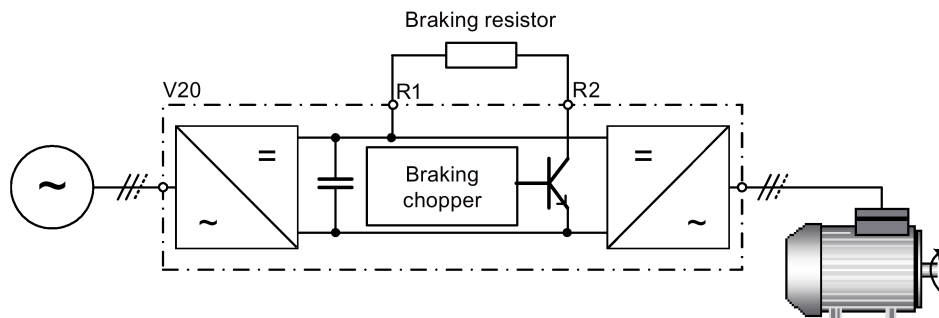 Braking resistor
V20
R1
R2
=
=
Braking
chopper
~
~
~